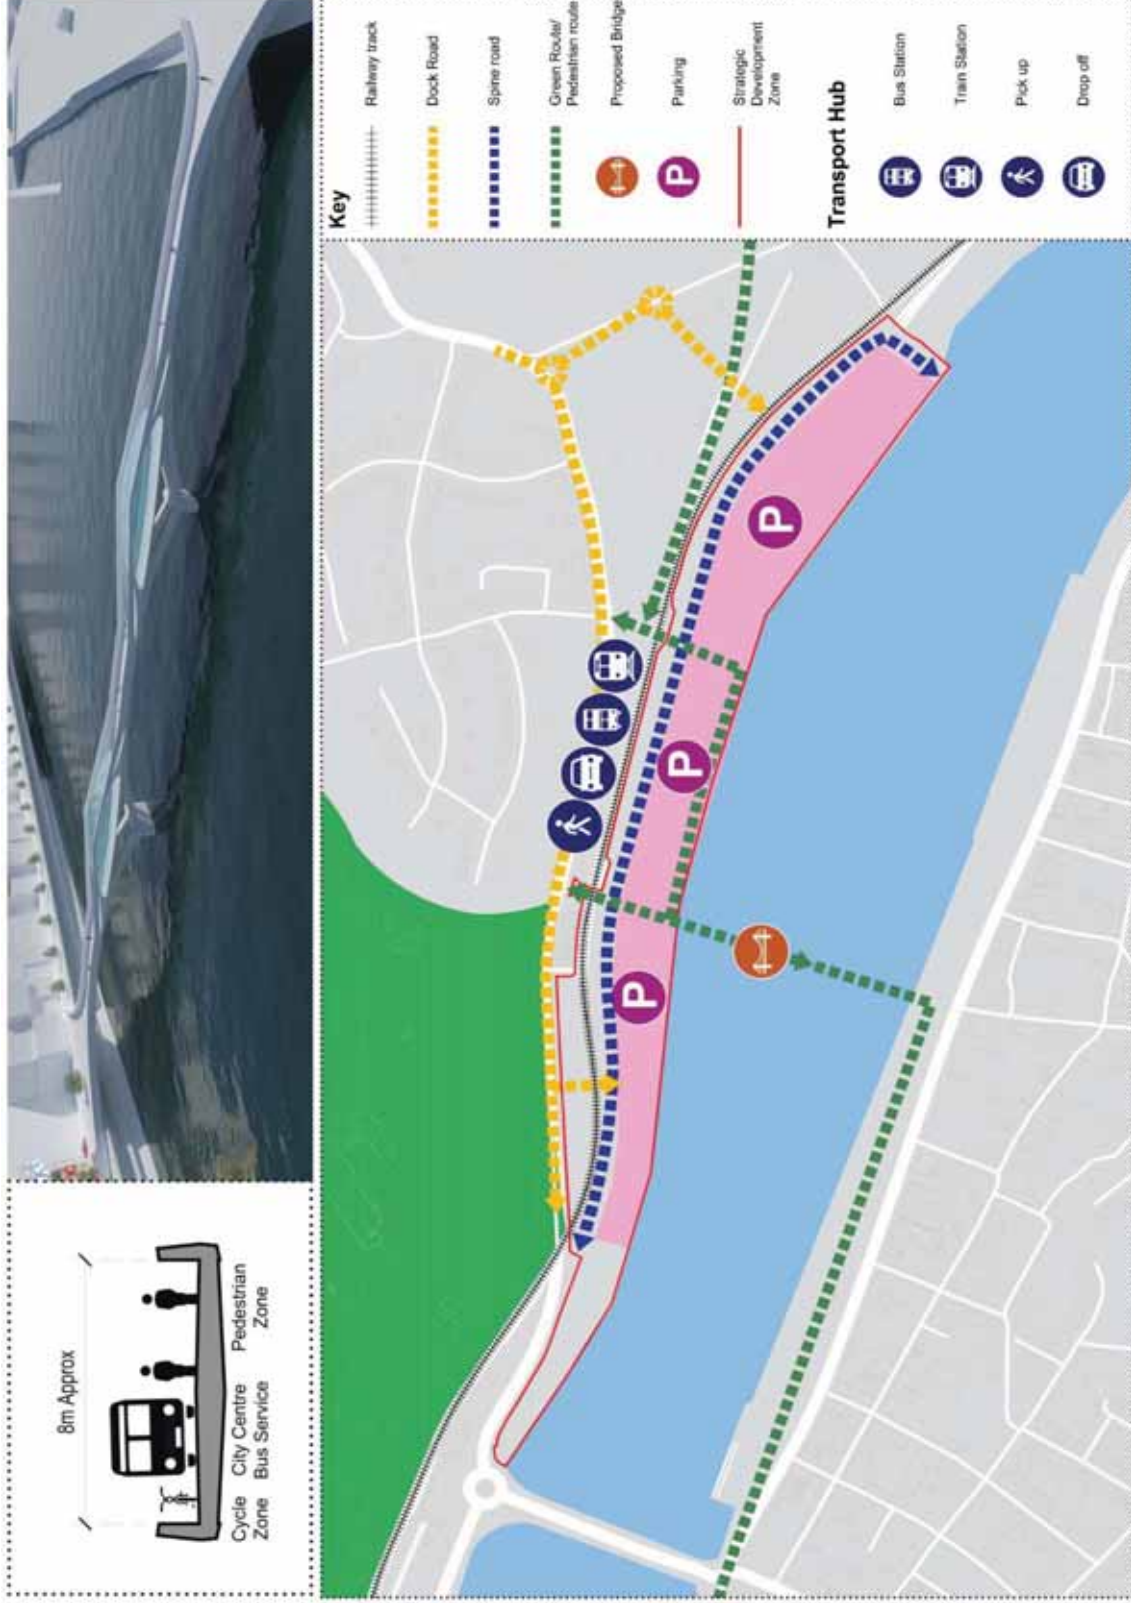 8m Approx
Cycle
Zone
City Centre
Bus Service
Pedestrian
Zone
Key
Railway track
Dock Road
Spine road
Green Route/
Pedestrian route
Proposed Bridge
Parking
Strategic
Development
Zone
Transport Hub
Bus Station
Train Station
Pick up
Drop off
P
P
P
P